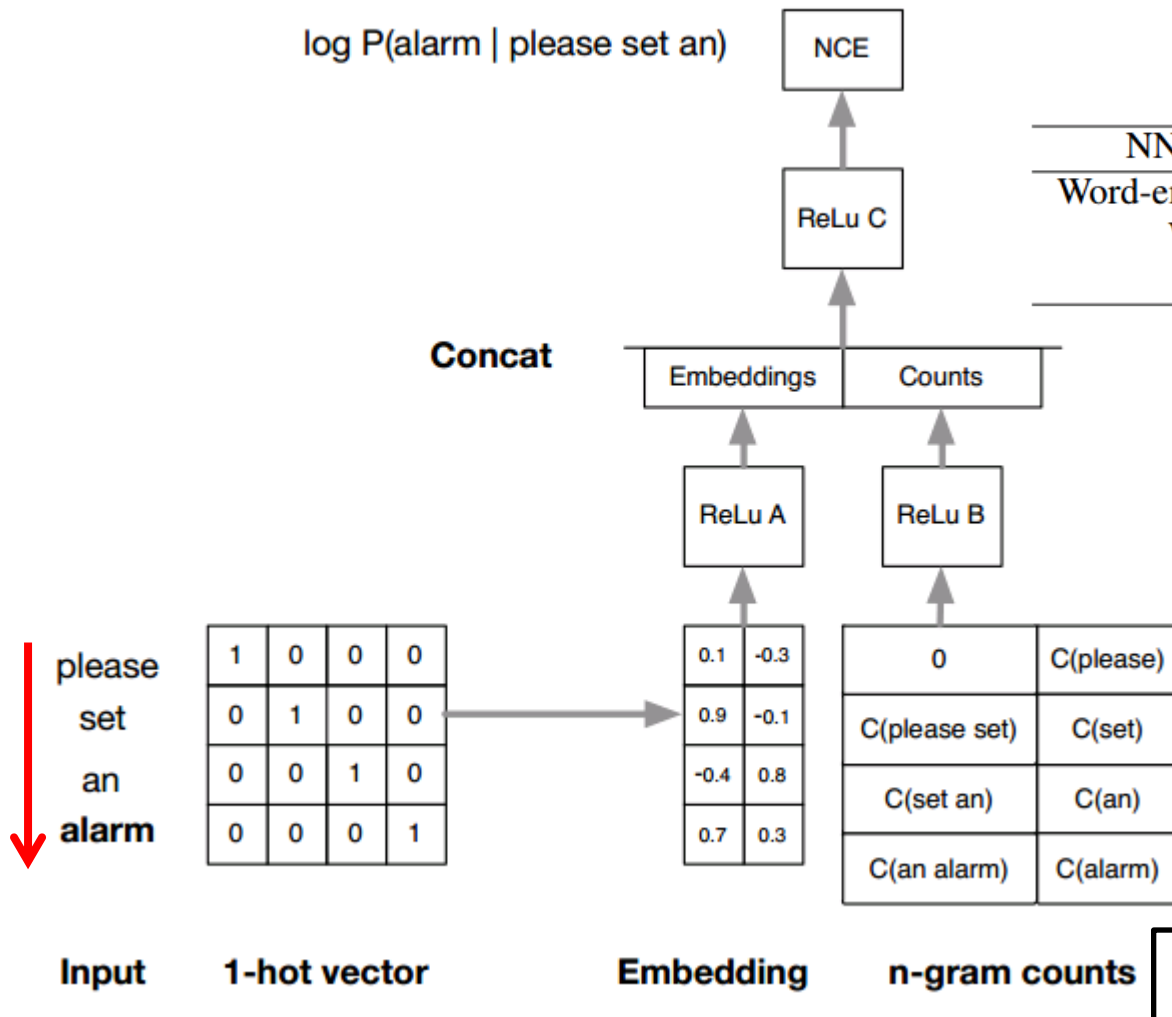 log P(alarm | please set an)
NCE
NN
ReLu C
Concat
Embeddings Counts
ReLu A ReLu B
please 1 0 0 0 0.1 -0.3 0 C(please)
set 0 1 0 0 0.9 -0.1 C(please set) C(set)
an 0 0 1 0 -0.4 0.8 C(set an) C(an)
alarm 0 0 0 1 0.7 0.3 C(an alarm) C(alarm)
Input 1-hot vector Embedding n-gram counts